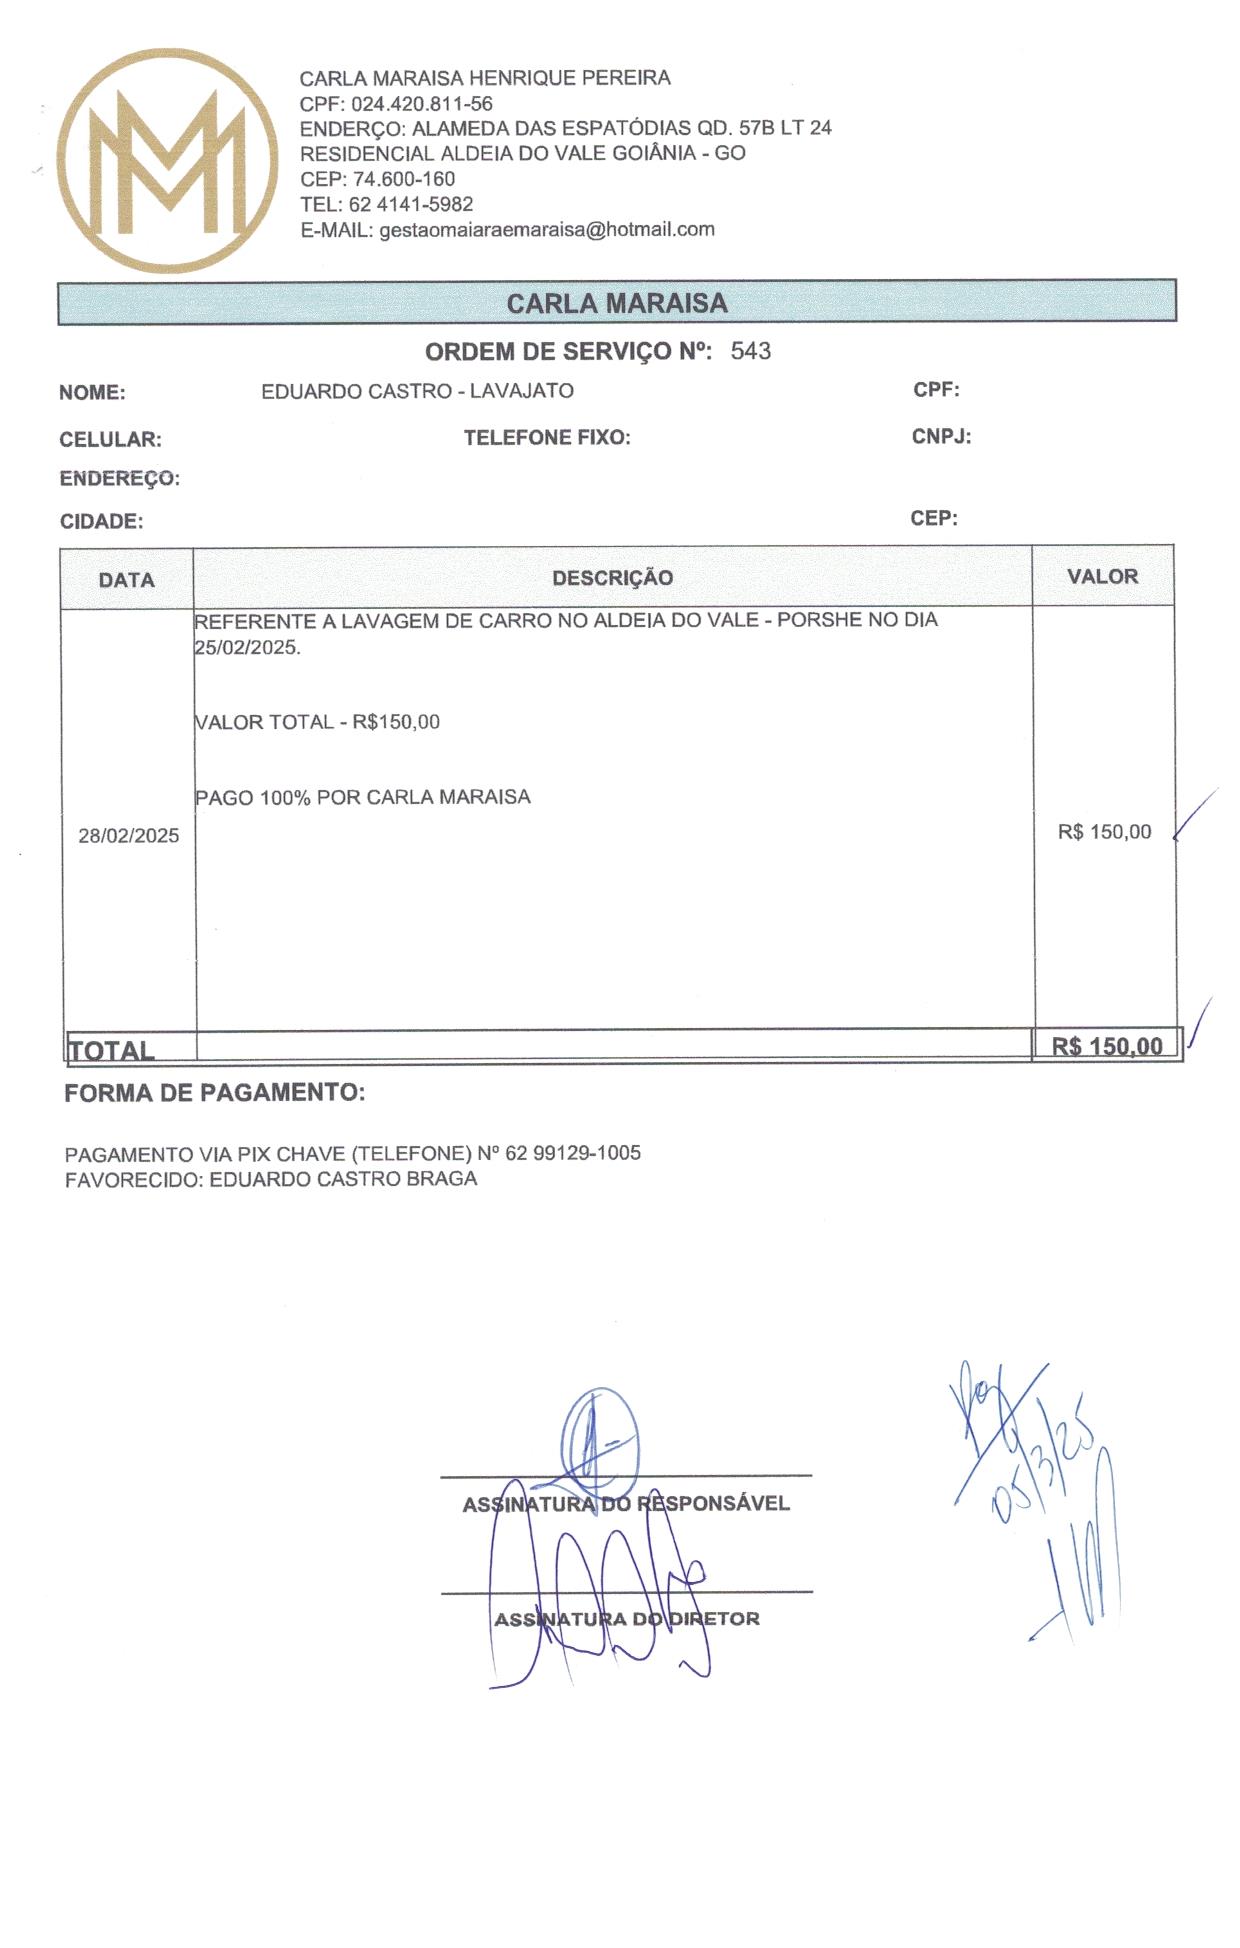 CARLA MARAISA HENRIQUE PEREIRA
CPF: 024.420.811-56
ENDERÇO: ALAMEDA DAS ESPATÓDIAS QD. 57B LT 24
RESIDENCIAL ALDEIA DO VALE GOIÂNIA - GO
CEP: 74.600-160
TEL: 62 4141-5982
E-MAIL: gestaomaiaraemaraisa@hotmail.com
CARLA MARAISA
ORDEM DE SERVIÇO Nº: 543
NOME: EDUARDO CASTRO - LAVAJATO CPF:
CELULAR: TELEFONE FIXO: CNPJ:
ENDEREÇO:
CIDADE: CEP:
DATA DESCRIÇÃO VALOR
REFERENTE A LAVAGEM DE CARRO NO ALDEIA DO VALE - PORSHE NO DIA
25/02/2025.
VALOR TOTAL - R$150,00
PAGO 100% POR CARLA MARAISA
28/02/2025 R$ 150,00
TOTAL R$ 150,00
FORMA DE PAGAMENTO:
PAGAMENTO VIA PIX CHAVE (TELEFONE) Nº 62 99129-1005
FAVORECIDO: EDUARDO CASTRO BRAGA
05/3/25
ASSINATURA DO RESPONSÁVEL
ASSINATURA DO DIRETOR